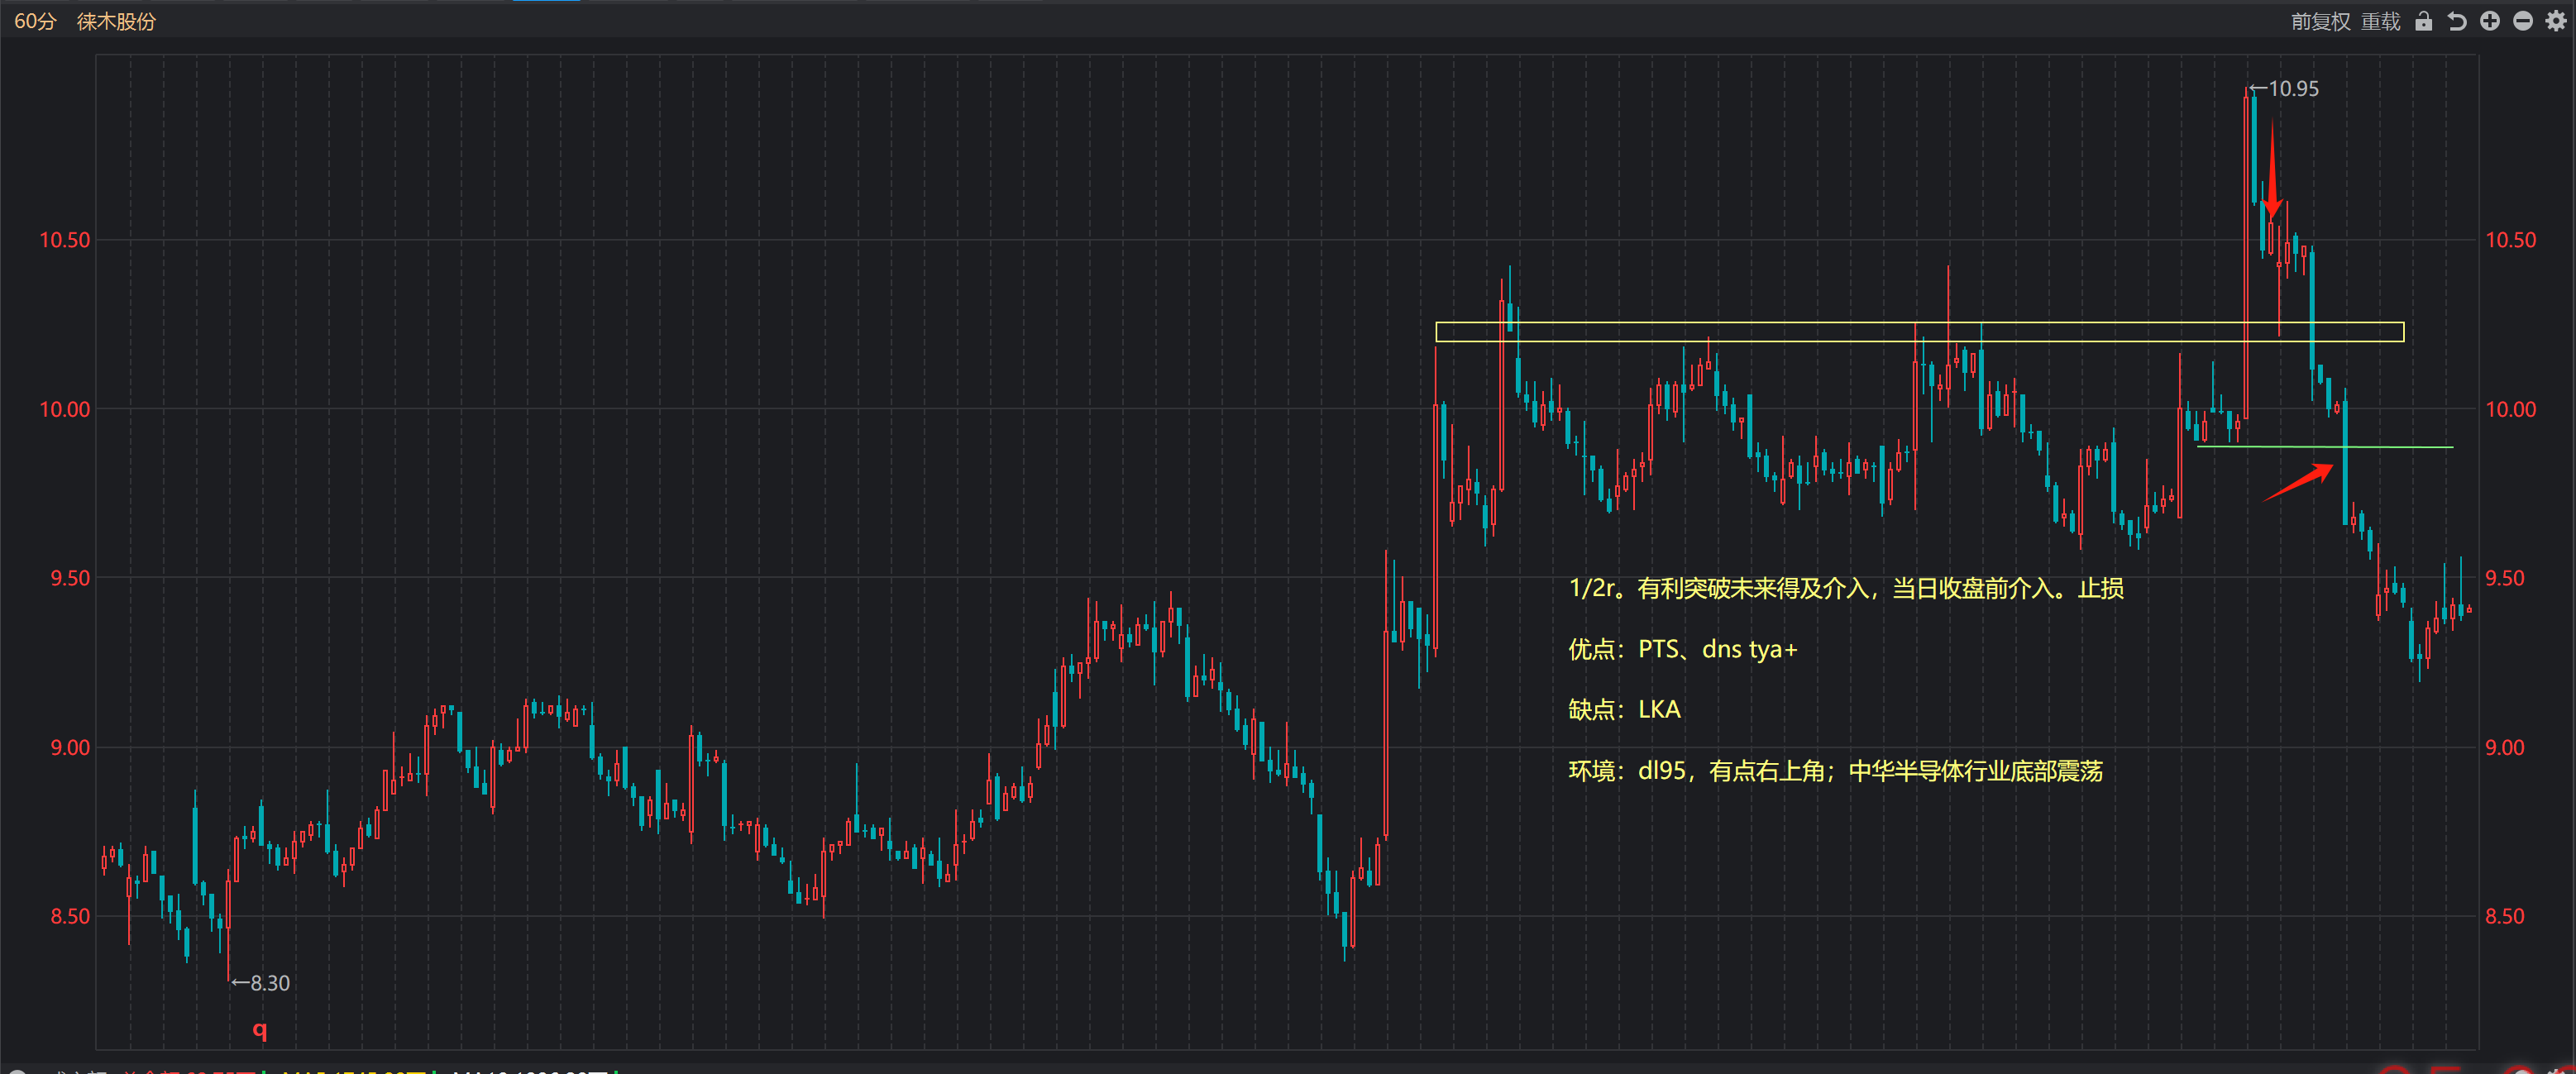 60分 徕木股份
前复权 重载
←10.95
10.50 10.50
10.00 10.00
9.50 9.50
1/2r。有利突破未来得及介入，当日收盘前介入。止损
优点：PTS、dns tya+
缺点：LKA
9.00 9.00
环境：dl95，有点右上角；中华半导体行业底部震荡
8.50 8.50
←8.30
q